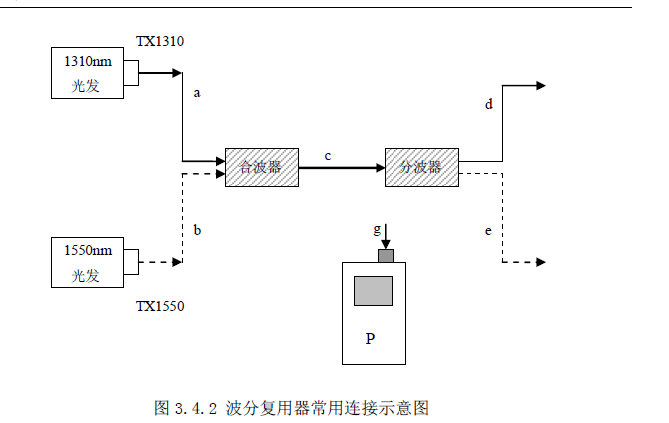 TX1310
1310nm
光发
a
d
合波器
c
分波器
b
g
e
1550nm
光发
TX1550
P
图 3.4.2 波分复用器常用连接示意图